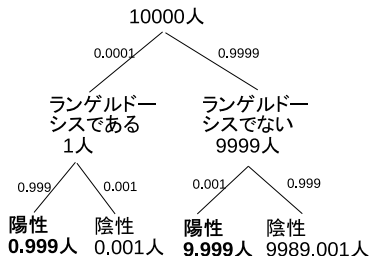 10000人
0.0001
0.9999
ランゲルドー
シスである
1人
ランゲルドー
シスでない
9999人
0.999
0.001
0.001
0.999
陽性
0.999人
陰性
0,001人
陽性
9.999人
陰性
9989.001人